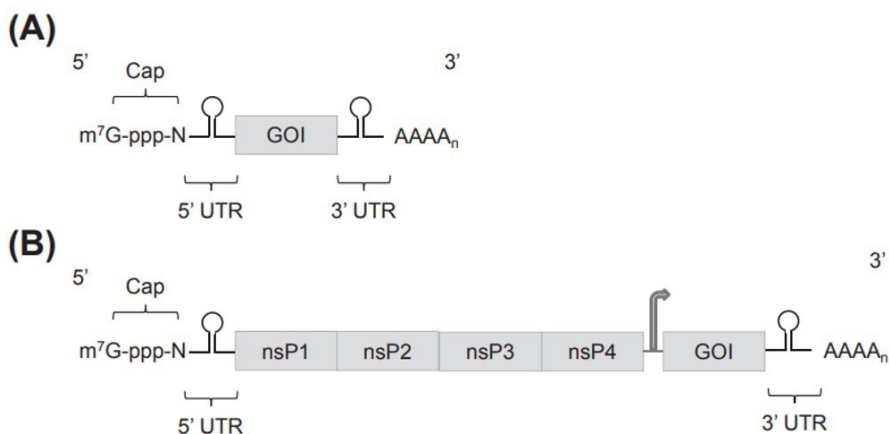 (A)
5’ 3’
Cap
m⁷G-ppp-N GOI AAAAₙ
5’ UTR 3’ UTR
(B)
5’ 3’
Cap
m⁷G-ppp-N nsP1 nsP2 nsP3 nsP4 GOI AAAAₙ
5’ UTR 3’ UTR